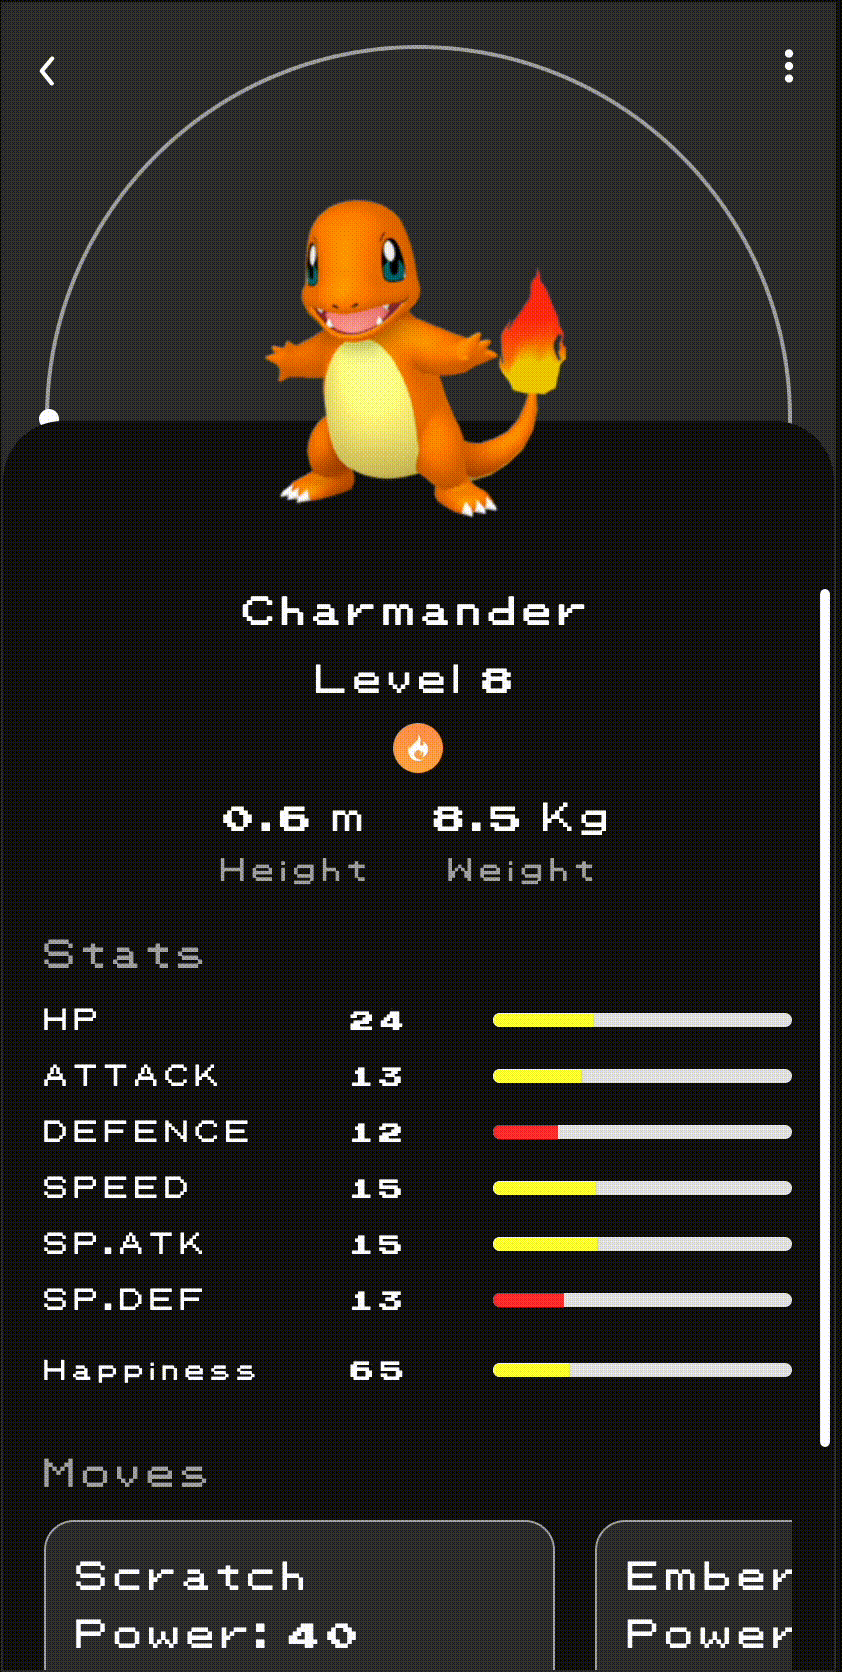 Charmander
Level 8
0.6 m 8.5 Kg
Height Weight
Stats
HP 24
ATTACK 13
DEFENCE 12
SPEED 15
SP.ATK 15
SP.DEF 13
Happiness 65
Moves
Scratch Ember
Power: 40 Power